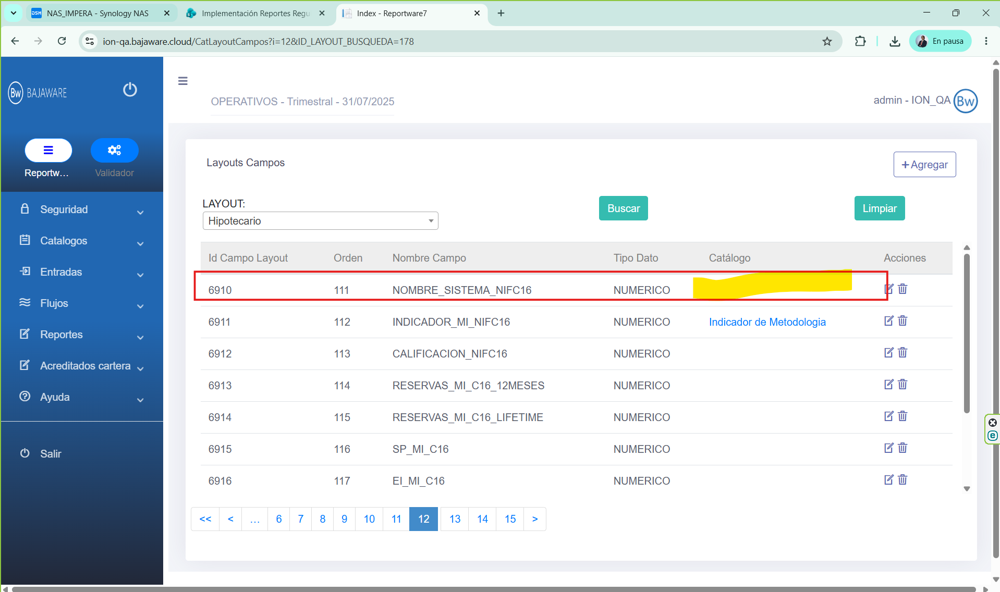 NAS_IMPERA - Synology NAS
Implementación Reportes Regu
Index - Reportware7
ion-qa.bajaware.cloud/CatLayoutCampos?i=12&ID_LAYOUT_BUSQUEDA=178
En pausa
Bw BAJAWARE
OPERATIVOS - Trimestral - 31/07/2025
admin - ION_QA Bw
Reportw...
Validador
Seguridad
Catalogos
Entradas
Flujos
Reportes
Acreditados cartera
Ayuda
Salir
Layouts Campos
+Agregar
LAYOUT:
Hipotecario
Buscar
Limpiar
Id Campo Layout Orden Nombre Campo Tipo Dato Catálogo Acciones
6910 111 NOMBRE_SISTEMA_NIFC16 NUMERICO
6911 112 INDICADOR_MI_NIFC16 NUMERICO Indicador de Metodologia
6912 113 CALIFICACION_NIFC16 NUMERICO
6913 114 RESERVAS_MI_C16_12MESES NUMERICO
6914 115 RESERVAS_MI_C16_LIFETIME NUMERICO
6915 116 SP_MI_C16 NUMERICO
6916 117 EI_MI_C16 NUMERICO
<< < ... 6 7 8 9 10 11 12 13 14 15 >